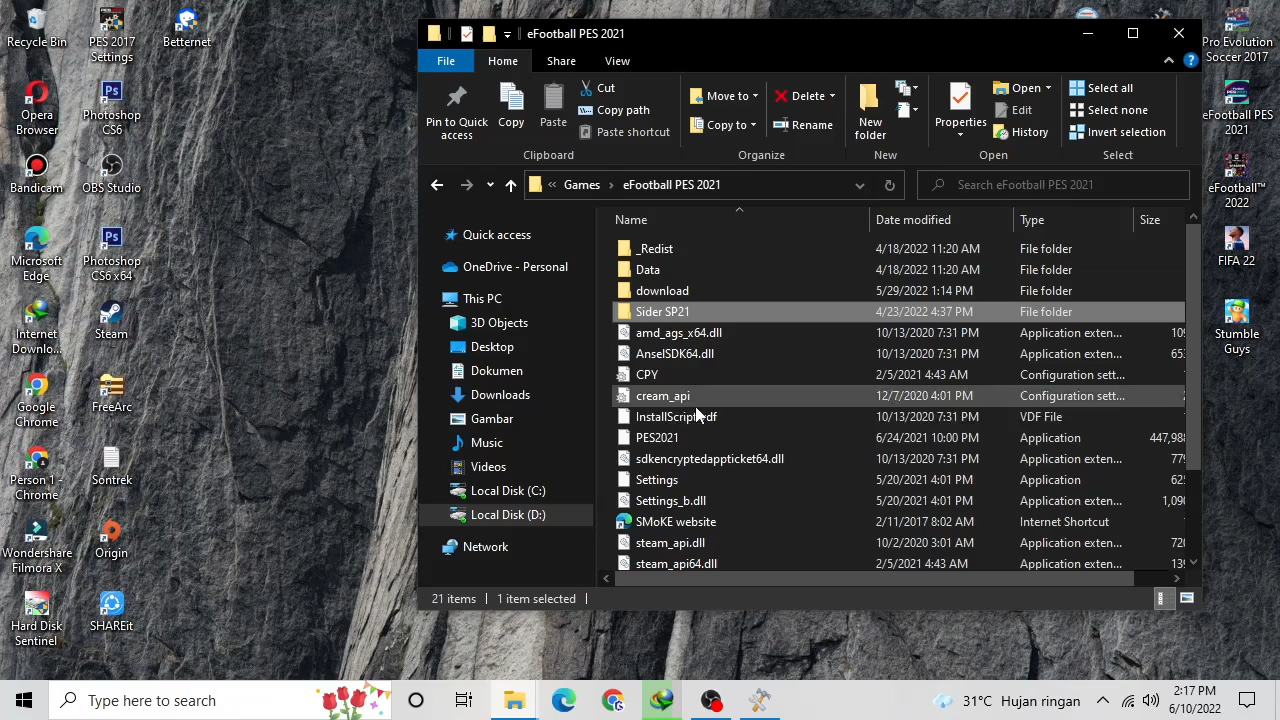 Recycle Bin
PES 2017
Settings
Betternet
Opera
Browser
Photoshop
CS6
Bandicam
OBS Studio
Microsoft
Edge
Photoshop
CS6 x64
Internet
Downlo...
Steam
Google
Chrome
FreeArc
Person 1 -
Chrome
Sontrek
Wondershare
Filmora X
Origin
Hard Disk
Sentinel
SHAREit
eFootball PES 2021
File
Home
Share
View
Pin to Quick
access
Copy
Paste
Cut
Copy path
Paste shortcut
Clipboard
Move to
Copy to
Delete
Rename
Organize
New
folder
New
Properties
Open
Edit
History
Open
Select all
Select none
Invert selection
Select
« Games › eFootball PES 2021
Search eFootball PES 2021
Quick access
OneDrive - Personal
This PC
3D Objects
Desktop
Dokumen
Downloads
Gambar
Music
Videos
Local Disk (C:)
Local Disk (D:)
Network
Name Date modified Type Size
_Redist 4/18/2022 11:20 AM File folder
Data 4/18/2022 11:20 AM File folder
download 5/29/2022 1:14 PM File folder
Sider SP21 4/23/2022 4:37 PM File folder
amd_ags_x64.dll 10/13/2020 7:31 PM Application exten...
AnselSDK64.dll 10/13/2020 7:31 PM Application exten...
CPY 2/5/2021 4:43 AM Configuration sett...
cream_api 12/7/2020 4:01 PM Configuration sett...
10/13/2020 7:31 PM VDF File
PES2021 6/24/2021 10:00 PM Application
sdkencryptedappticket64.dll 10/13/2020 7:31 PM Application exten...
Settings 5/20/2021 4:01 PM Application
Settings_b.dll 5/20/2021 4:01 PM Application exten...
SMoKE website 2/11/2017 8:02 AM Internet Shortcut
steam_api.dll 10/2/2020 3:01 AM Application exten...
steam_api64.dll 2/5/2021 4:43 AM Application exten...
21 items 1 item selected
Pro Evolution
Soccer 2017
eFootball PES
2021
eFootball™
2022
FIFA 22
Stumble
Guys
Type here to search
31°C Hujan ringan
2:17 PM
6/10/2022